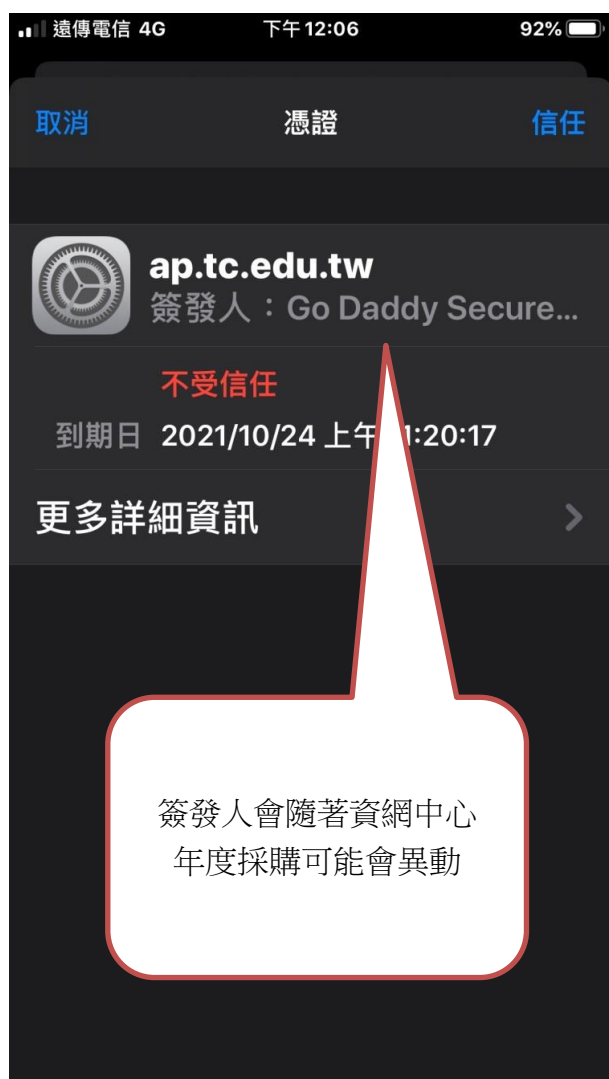 遠傳電信 4G 下午 12:06 92%
取消 憑證 信任
ap.tc.edu.tw
簽發人：Go Daddy Secure...
不受信任
到期日 2021/10/24 上午 1:20:17
更多詳細資訊
簽發人會隨著資網中心
年度採購可能會異動